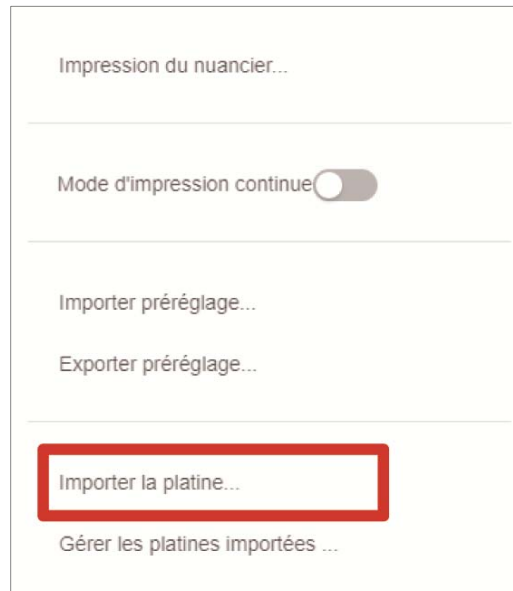 Impression du nuancier...
Mode d'impression continue
Importer préréglage...
Exporter préréglage...
Importer la platine...
Gérer les platines importées ...